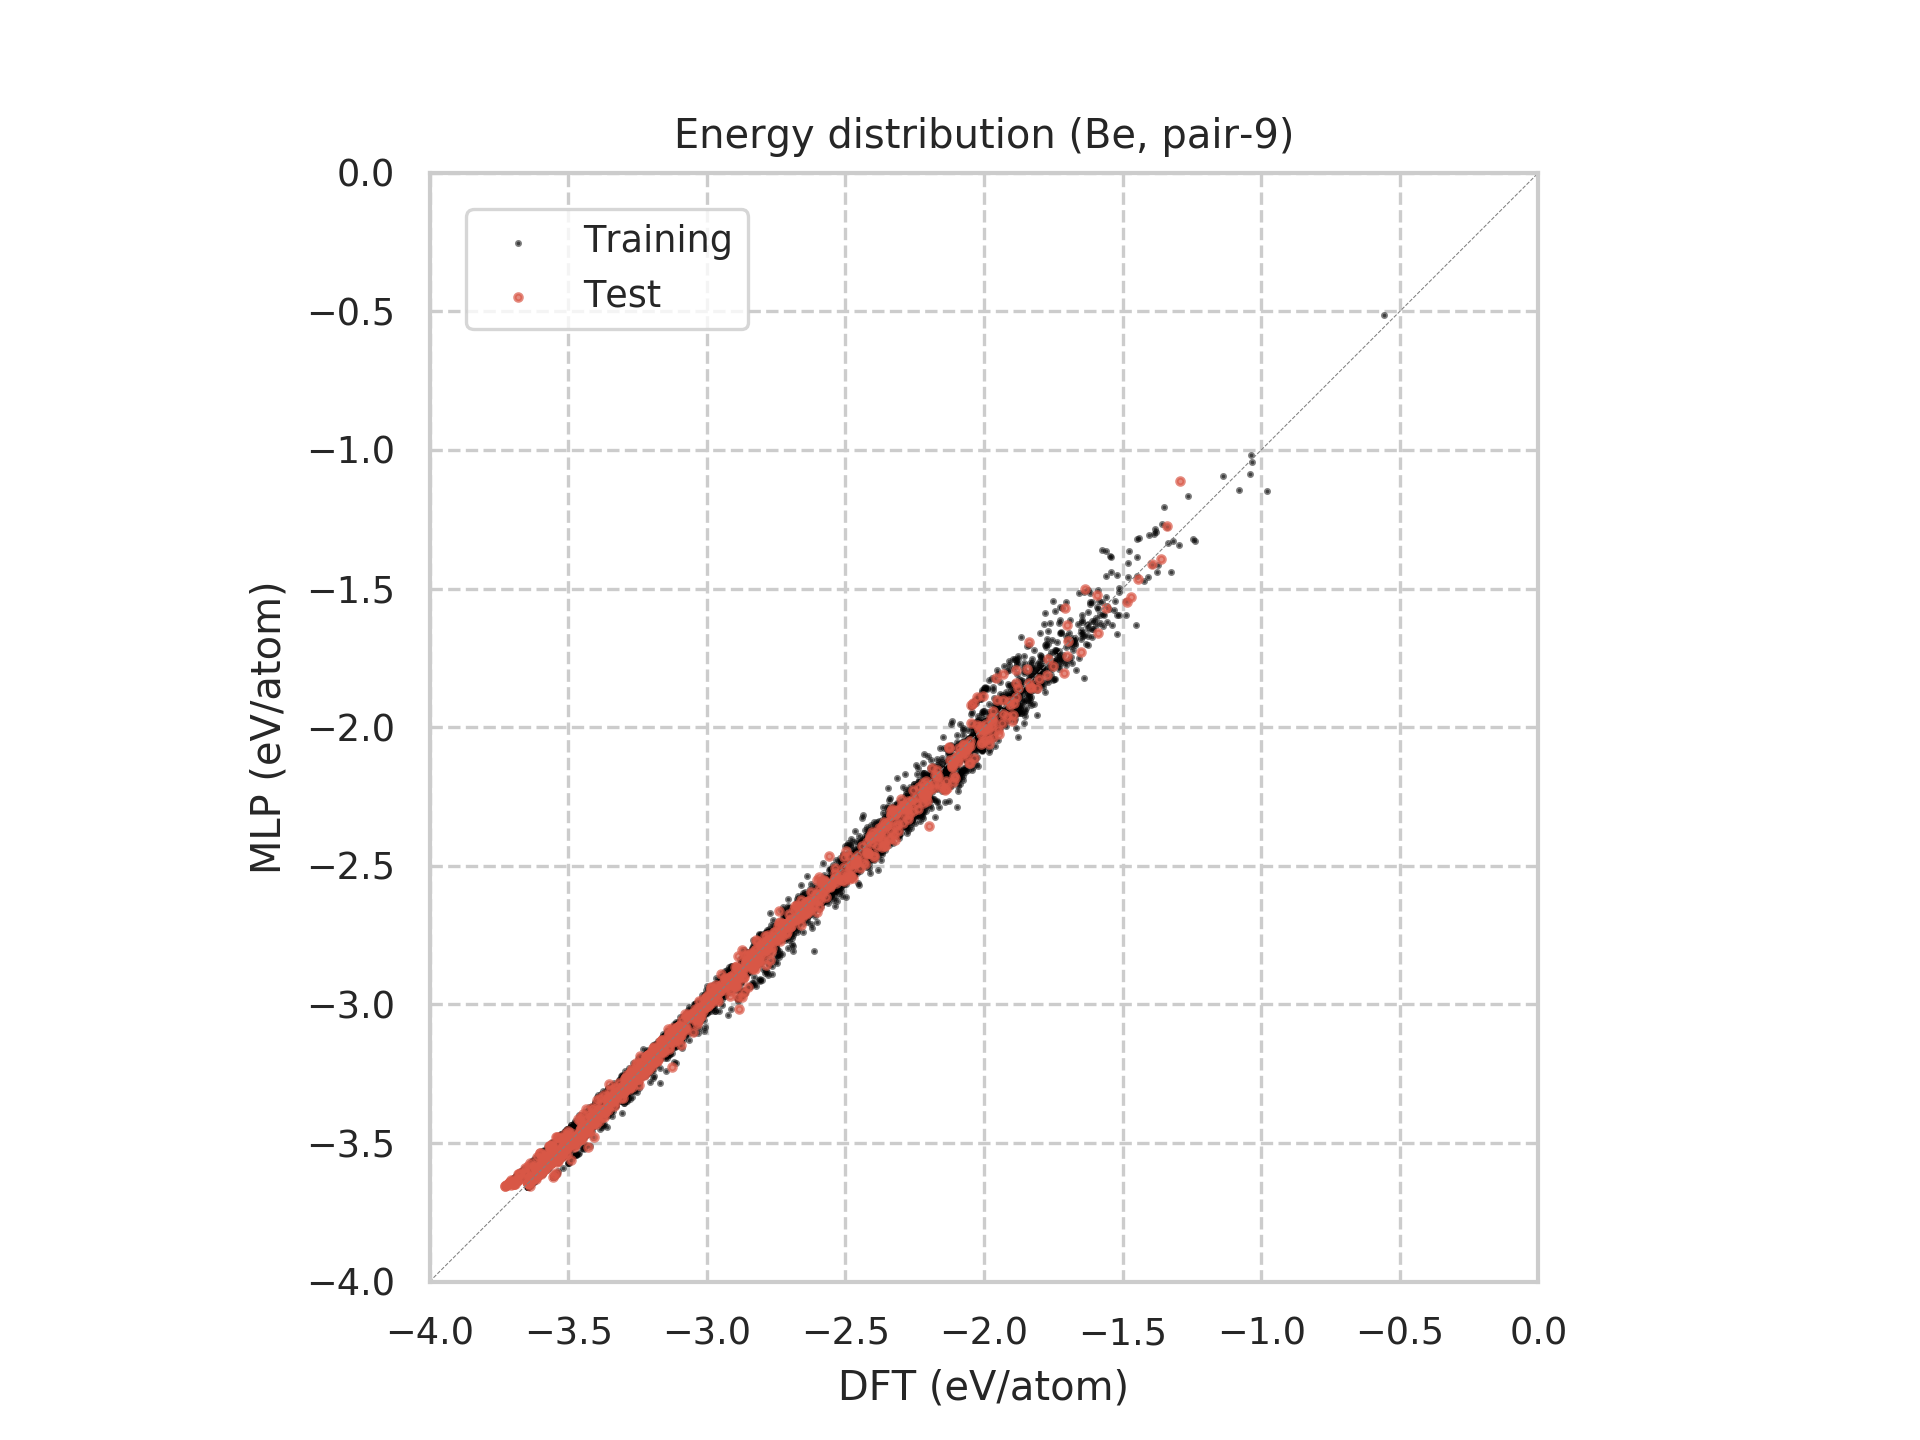 Energy distribution (Be, pair-9)
0.0
−0.5
−1.0
−1.5
−2.0
−2.5
−3.0
−3.5
−4.0
MLP (eV/atom)
Training
Test
−4.0 −3.5 −3.0 −2.5 −2.0 −1.5 −1.0 −0.5 0.0
DFT (eV/atom)